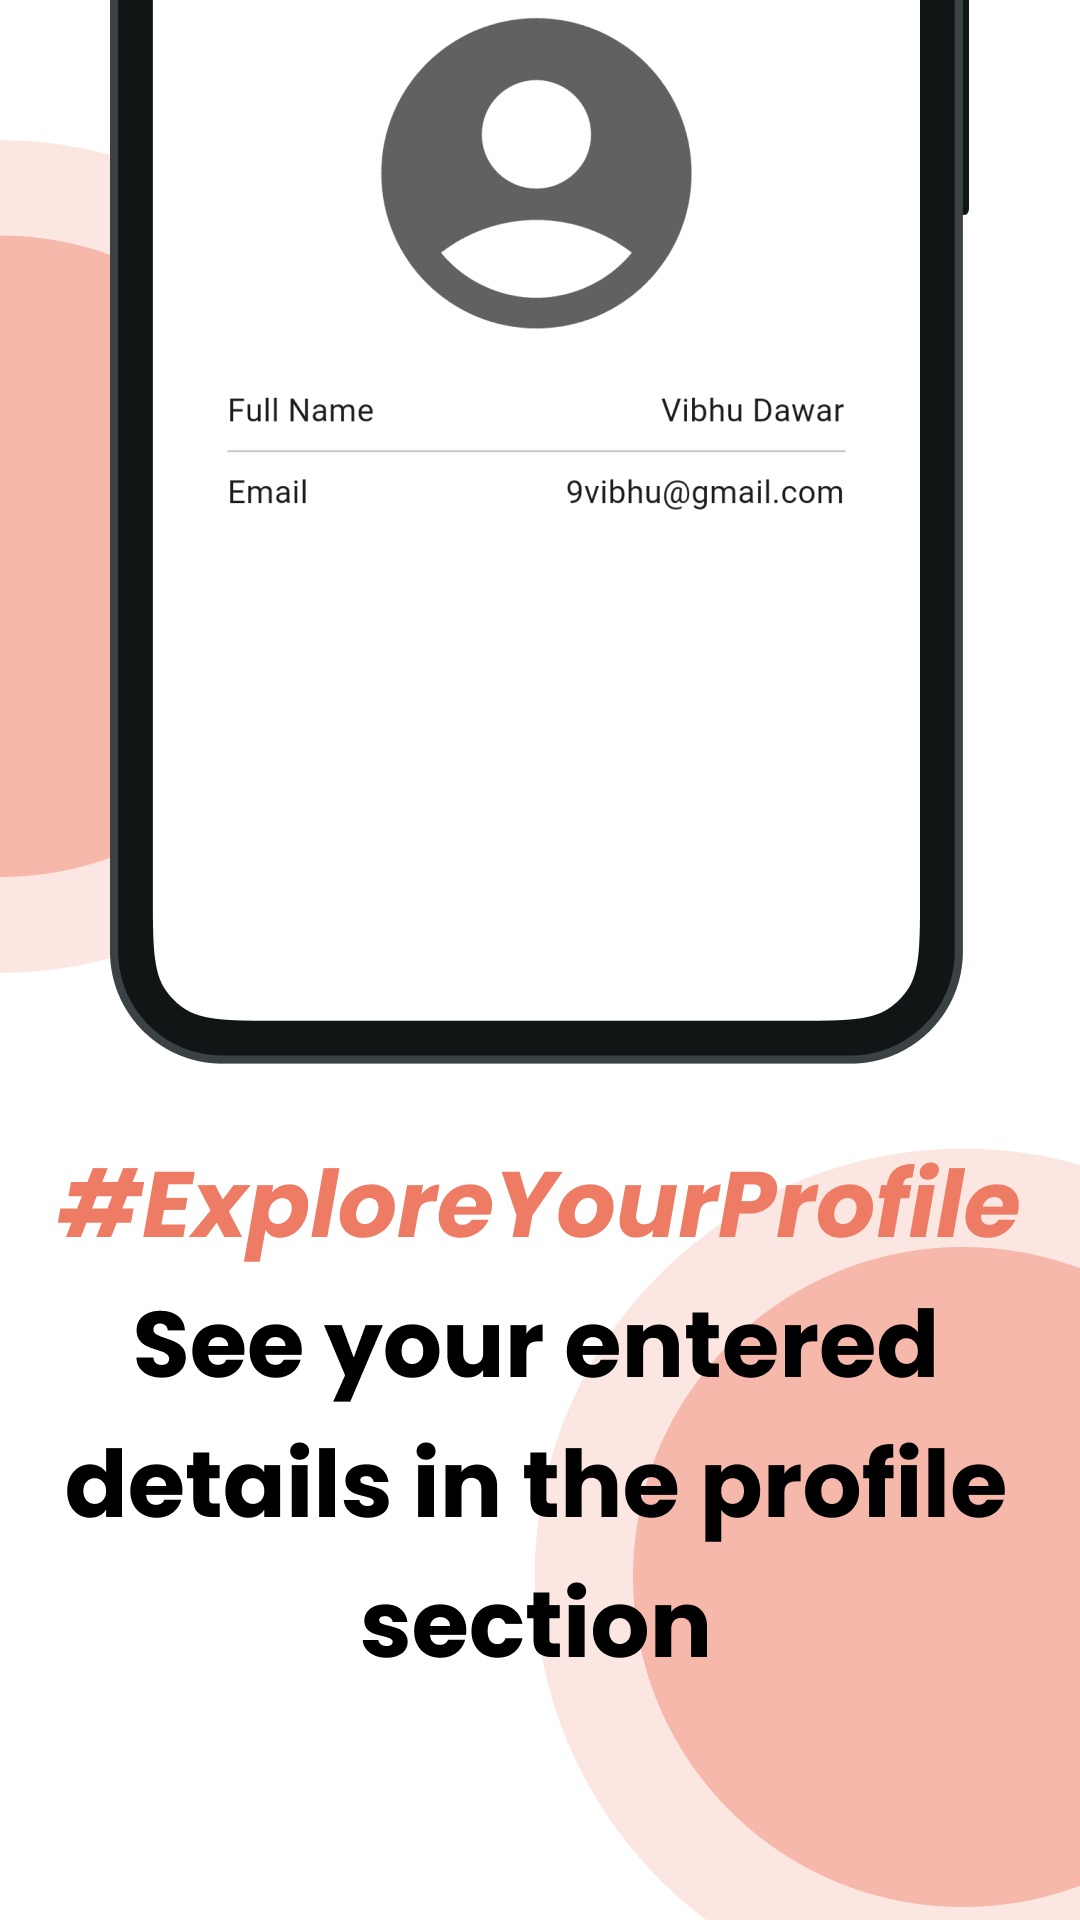 Full Name Vibhu Dawar
Email 9vibhu@gmail.com
#ExploreYourProfile
See your entered
details in the profile
section